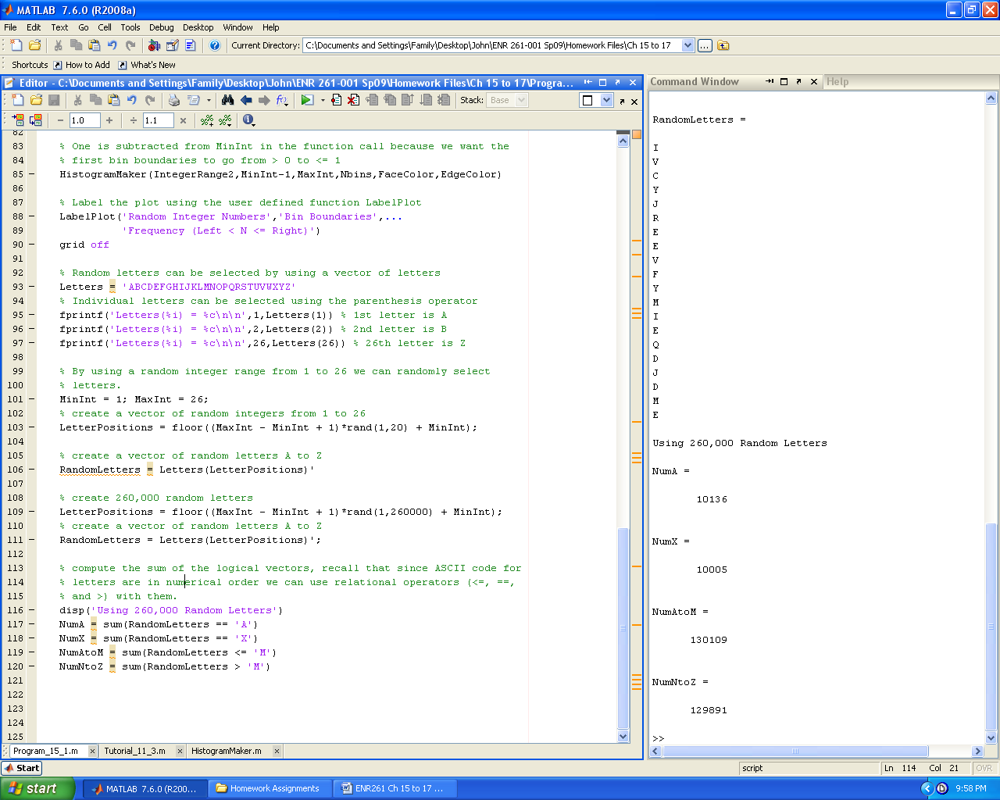 MATLAB 7.6.0 (R2008a)
File Edit Text Go Cell Tools Debug Desktop Window Help
Current Directory: C:\Documents and Settings\Family\Desktop\John\ENR 261-001 Sp09\Homework Files\Ch 15 to 17
Shortcuts How to Add What's New
Editor - C:\Documents and Settings\Family\Desktop\John\ENR 261-001 Sp09\Homework Files\Ch 15 to 17\Progra...
Stack: Base
- 1.0 + ÷ 1.1 ×
82
83 % One is subtracted from MinInt in the function call because we want the
84 % first bin boundaries to go from > 0 to <= 1
85 - HistogramMaker(IntegerRange2,MinInt-1,MaxInt,Nbins,FaceColor,EdgeColor)
86
87 % Label the plot using the user defined function LabelPlot
88 - LabelPlot('Random Integer Numbers','Bin Boundaries',...
89 'Frequency (Left < N <= Right)')
90 - grid off
91
92 % Random letters can be selected by using a vector of letters
93 - Letters = 'ABCDEFGHIJKLMNOPQRSTUVWXYZ'
94 % Individual letters can be selected using the parenthesis operator
95 - fprintf('Letters(%i) = %c\n\n',1,Letters(1)) % 1st letter is A
96 - fprintf('Letters(%i) = %c\n\n',2,Letters(2)) % 2nd letter is B
97 - fprintf('Letters(%i) = %c\n\n',26,Letters(26)) % 26th letter is Z
98
99 % By using a random integer range from 1 to 26 we can randomly select
100 % letters.
101 - MinInt = 1; MaxInt = 26;
102 % create a vector of random integers from 1 to 26
103 - LetterPositions = floor((MaxInt - MinInt + 1)*rand(1,20) + MinInt);
104
105 % create a vector of random letters A to Z
106 - RandomLetters = Letters(LetterPositions)'
107
108 % create 260,000 random letters
109 - LetterPositions = floor((MaxInt - MinInt + 1)*rand(1,260000) + MinInt);
110 % create a vector of random letters A to Z
111 - RandomLetters = Letters(LetterPositions)';
112
113 % compute the sum of the logical vectors, recall that since ASCII code for
114 % letters are in numerical order we can use relational operators (<=, ==,
115 % and >) with them.
116 - disp('Using 260,000 Random Letters')
117 - NumA = sum(RandomLetters == 'A')
118 - NumX = sum(RandomLetters == 'X')
119 - NumAtoM = sum(RandomLetters <= 'M')
120 - NumNtoZ = sum(RandomLetters > 'M')
121
122
123
124
125
Program_15_1.m Tutorial_11_3.m HistogramMaker.m
Command Window Help
RandomLetters =
I
V
C
Y
J
R
E
E
V
F
Y
M
I
E
Q
D
J
D
M
E
Using 260,000 Random Letters
NumA =
10136
NumX =
10005
NumAtoM =
130109
NumNtoZ =
129891
>>
Start script Ln 114 Col 21 OVR
start MATLAB 7.6.0 (R200... Homework Assignments ENR261 Ch 15 to 17 ... 9:58 PM